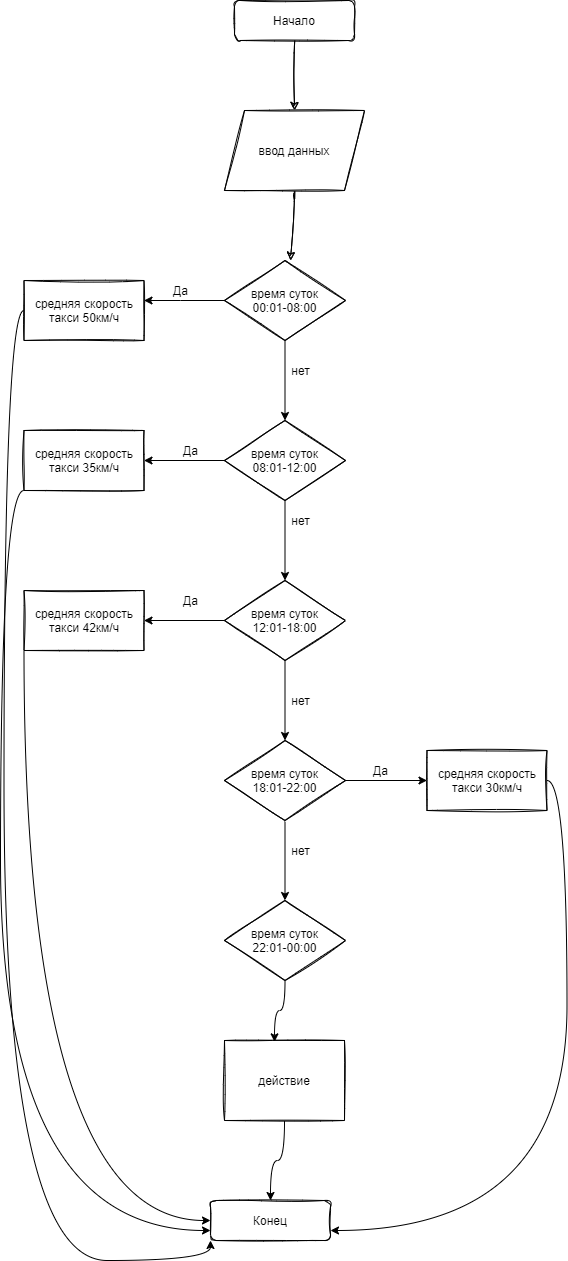 Начало
ввод данных
время суток
00:01-08:00
Да
средняя скорость
такси 50км/ч
нет
время суток
08:01-12:00
Да
средняя скорость
такси 35км/ч
нет
время суток
12:01-18:00
Да
средняя скорость
такси 42км/ч
нет
время суток
18:01-22:00
Да
средняя скорость
такси 30км/ч
нет
время суток
22:01-00:00
действие
Конец